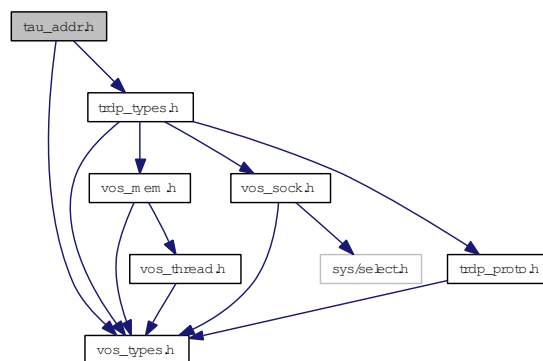 tau_addr.h
trdp_types.h
vos_mem.h
vos_sock.h
vos_thread.h
sys/select.h
trdp_proto.h
vos_types.h